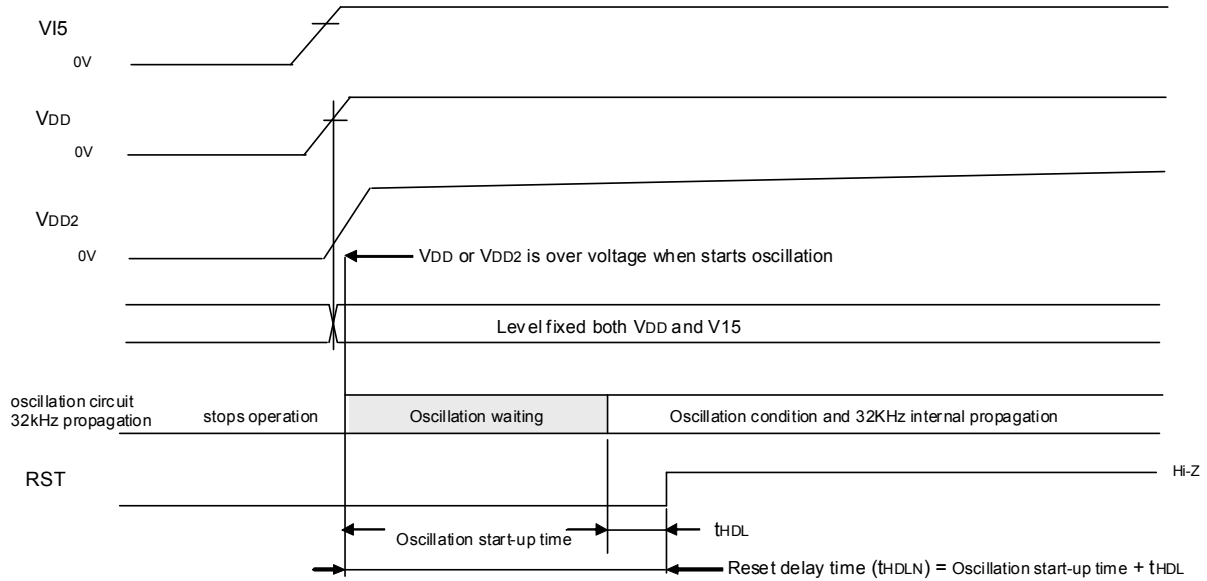 VI5
0V
VDD
0V
VDD2
0V
VDD or VDD2 is over voltage when starts oscillation
Level fixed both VDD and V15
oscillation circuit
32kHz propagation
stops operation
Oscillation waiting
Oscillation condition and 32KHz internal propagation
RST
Hi-Z
Oscillation start-up time
tHDL
Reset delay time (tHDLN) = Oscillation start-up time + tHDL